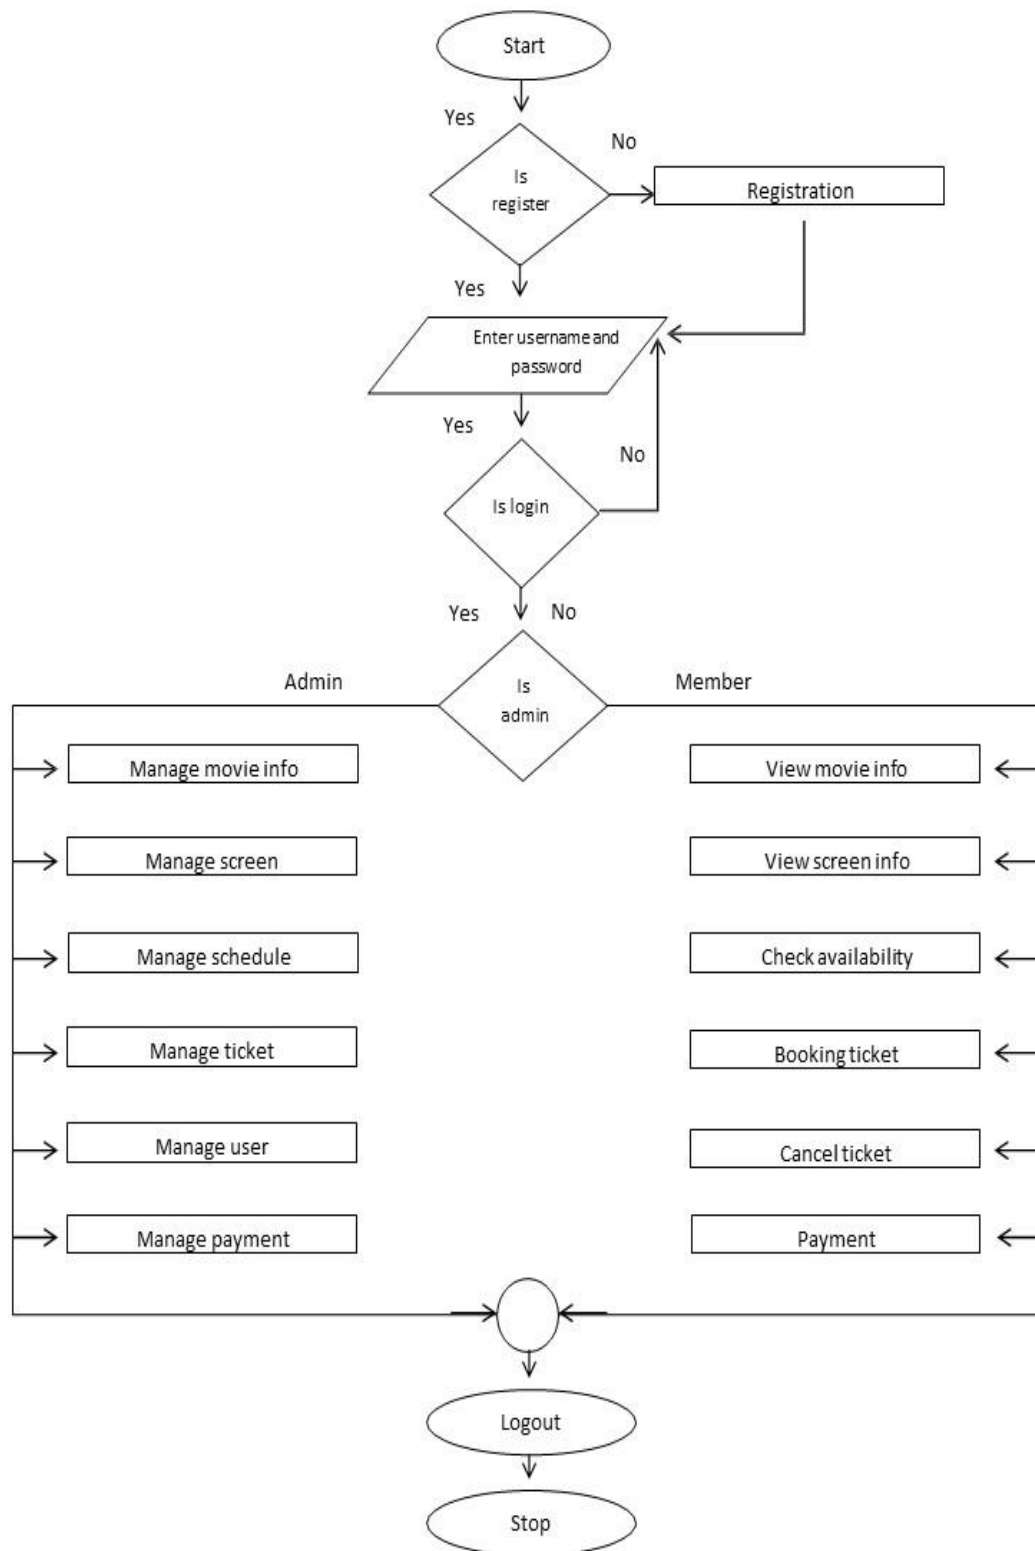 Start
Yes
No
Is
register
Registration
Yes
Enter username and
password
Yes
No
Is login
Yes
No
Admin
Is
admin
Member
Manage movie info
View movie info
Manage screen
View screen info
Manage schedule
Check availability
Manage ticket
Booking ticket
Manage user
Cancel ticket
Manage payment
Payment
Logout
Stop